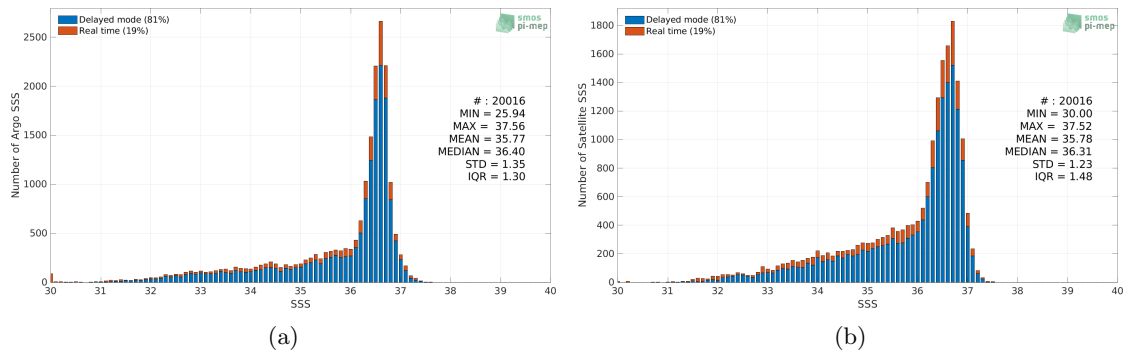 Delayed mode (81%)
Real time (19%)
smos
pi-mep
2500
2000
1500
1000
500
0
Number of Argo SSS
# : 20016
MIN = 25.94
MAX = 37.56
MEAN = 35.77
MEDIAN = 36.40
STD = 1.35
IQR = 1.30
30 31 32 33 34 35 36 37 38 39 40
SSS
(a)
Delayed mode (81%)
Real time (19%)
smos
pi-mep
1800
1600
1400
1200
1000
800
600
400
200
0
Number of Satellite SSS
# : 20016
MIN = 30.00
MAX = 37.52
MEAN = 35.78
MEDIAN = 36.31
STD = 1.23
IQR = 1.48
30 31 32 33 34 35 36 37 38 39 40
SSS
(b)